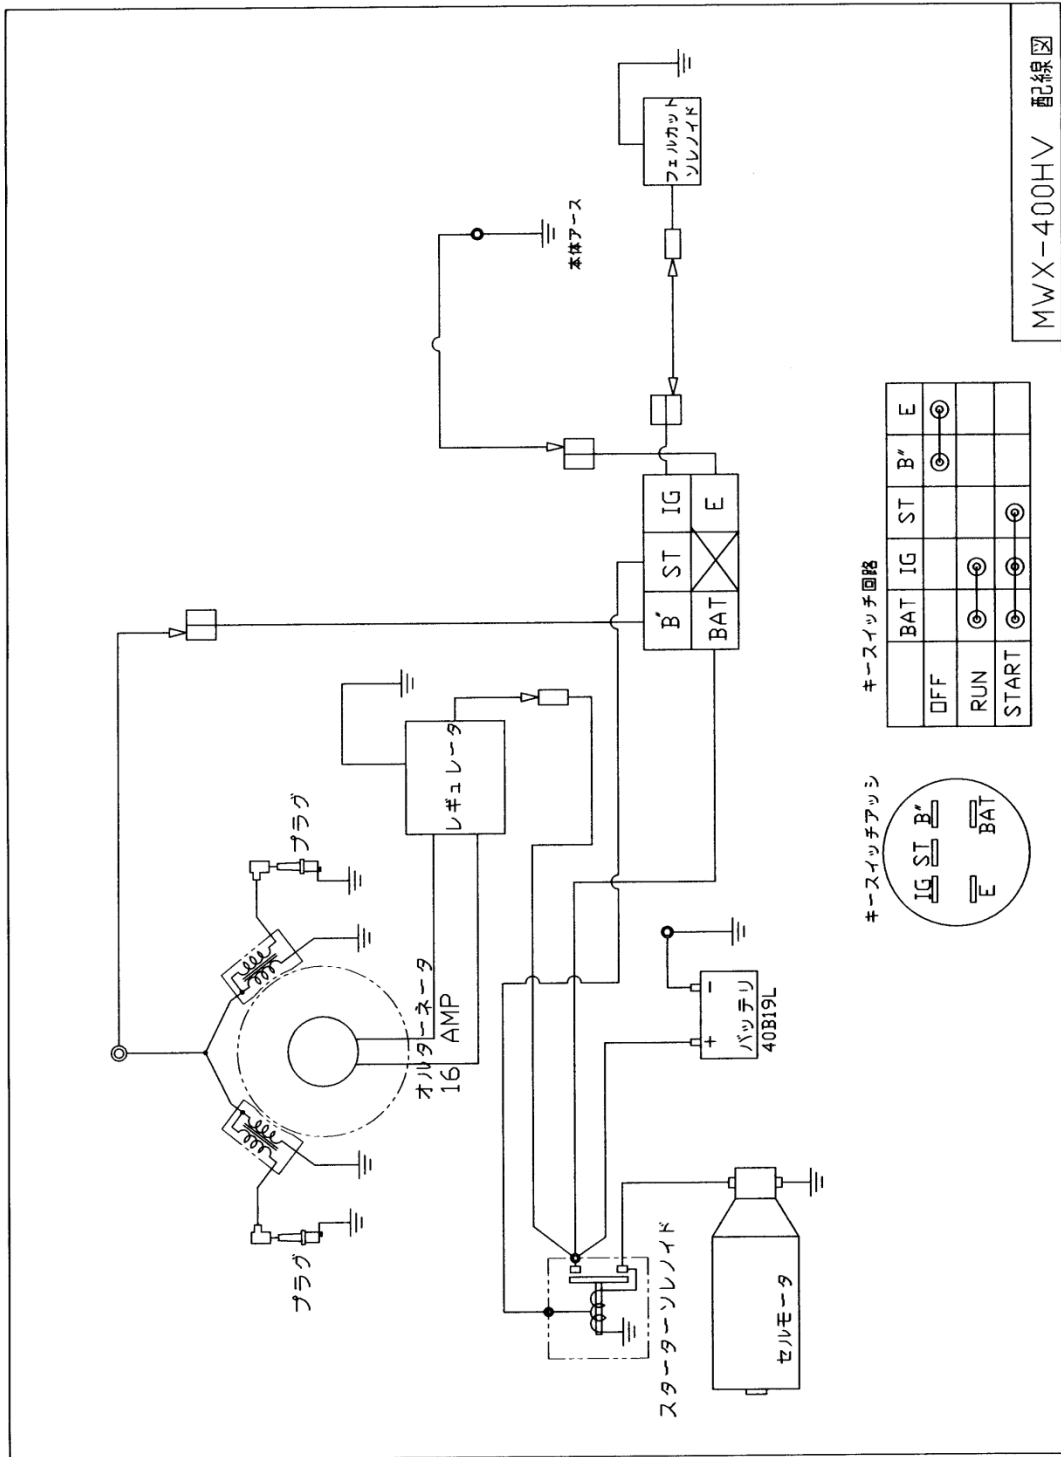 プラグ
プラグ
オルターネータ
16 AMP
レギュレータ
本体アース
フェルカット
ソレノイド
スターターソレノイド
セルモータ
+
-
バッテリ
40B19L
B" ST IG
BAT E
キースイッチアッシ
IG ST B"
E BAT
キースイッチ回路
BAT IG ST B" E
OFF
RUN
START
MWX-400HV 配線図